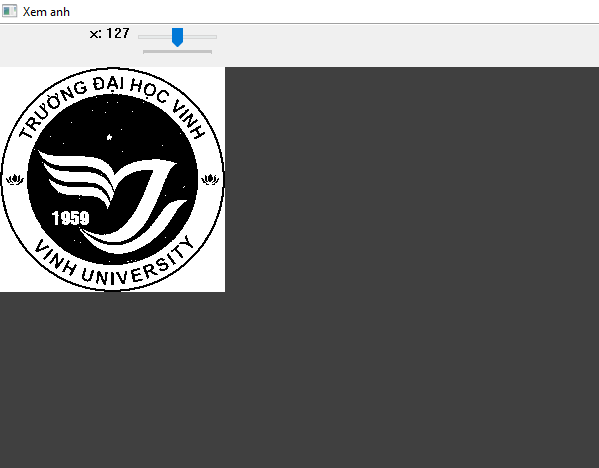 Xem anh
x: 127
TRƯỜNG ĐẠI HỌC VINH
1959
VINH UNIVERSITY